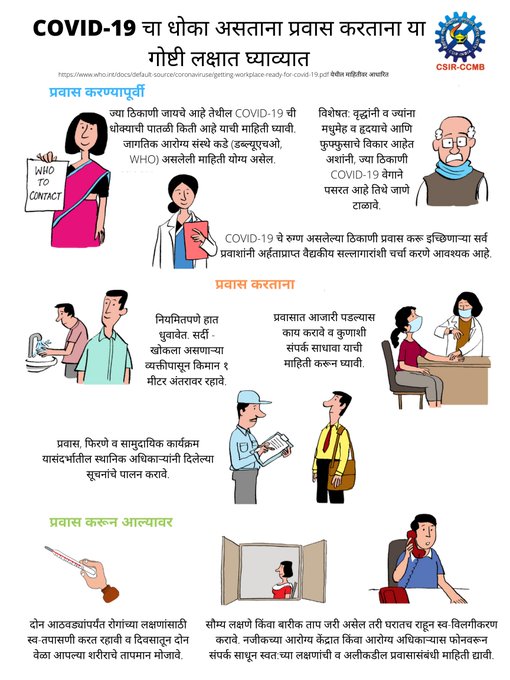 COVID-19 चा धोका असताना प्रवास करताना या
गोष्टी लक्षात घ्याव्यात
CSIR-CCMB
https://www.who.int/docs/default-source/coronaviruse/getting-workplace-ready-for-covid-19.pdf येथील माहितीवर आधारित
प्रवास करण्यापूर्वी
ज्या ठिकाणी जायचे आहे तेथील COVID-19 ची
धोक्याची पातळी किती आहे याची माहिती घ्यावी.
जागतिक आरोग्य संस्थे कडे (डब्ल्यूएचओ,
WHO) असलेली माहिती योग्य असेल.
विशेषत: वृद्धांनी व ज्यांना
मधुमेह व हृदयाचे आणि
फुफ्फुसाचे विकार आहेत
अशांनी, ज्या ठिकाणी
COVID-19 वेगाने
पसरत आहे तिथे जाणे
टाळावे.
WHO
TO
CONTACT
COVID-19 चे रुग्ण असलेल्या ठिकाणी प्रवास करू इच्छिणाऱ्या सर्व
प्रवाशांनी अर्हताप्राप्त वैद्यकीय सल्लागारांशी चर्चा करणे आवश्यक आहे.
प्रवास करताना
नियमितपणे हात
धुवावेत. सर्दी -
खोकला असणाऱ्या
व्यक्तीपासून किमान १
मीटर अंतरावर रहावे.
प्रवासात आजारी पडल्यास
काय करावे व कुणाशी
संपर्क साधावा याची
माहिती करून घ्यावी.
प्रवास, फिरणे व सामुदायिक कार्यक्रम
यासंदर्भातील स्थानिक अधिकाऱ्यांनी दिलेल्या
सूचनांचे पालन करावे.
प्रवास करून आल्यावर
दोन आठवड्यांपर्यंत रोगांच्या लक्षणांसाठी
स्व-तपासणी करत रहावी व दिवसातून दोन
वेळा आपल्या शरीराचे तापमान मोजावे.
सौम्य लक्षणे किंवा बारीक ताप जरी असेल तरी घरातच राहून स्व-विलगीकरण
करावे. नजीकच्या आरोग्य केंद्रात किंवा आरोग्य अधिकाऱ्यास फोनवरून
संपर्क साधून स्वत:च्या लक्षणांची व अलीकडील प्रवासासंबंधी माहिती द्यावी.